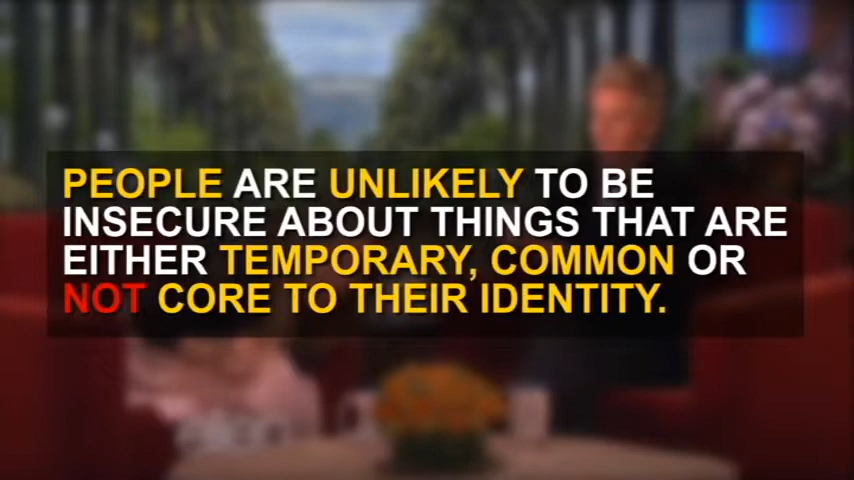 PEOPLE ARE UNLIKELY TO BE
INSECURE ABOUT THINGS THAT ARE
EITHER TEMPORARY, COMMON OR
NOT CORE TO THEIR IDENTITY.